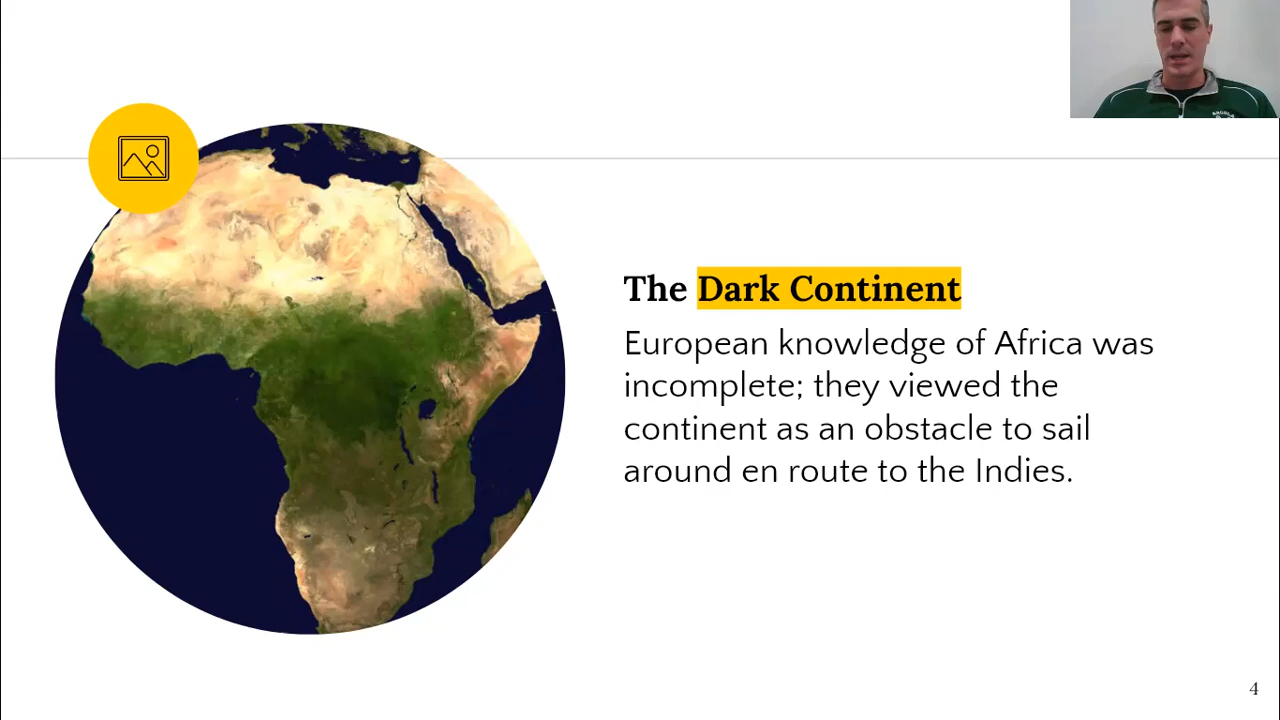 The Dark Continent
European knowledge of Africa was
incomplete; they viewed the
continent as an obstacle to sail
around en route to the Indies.
4